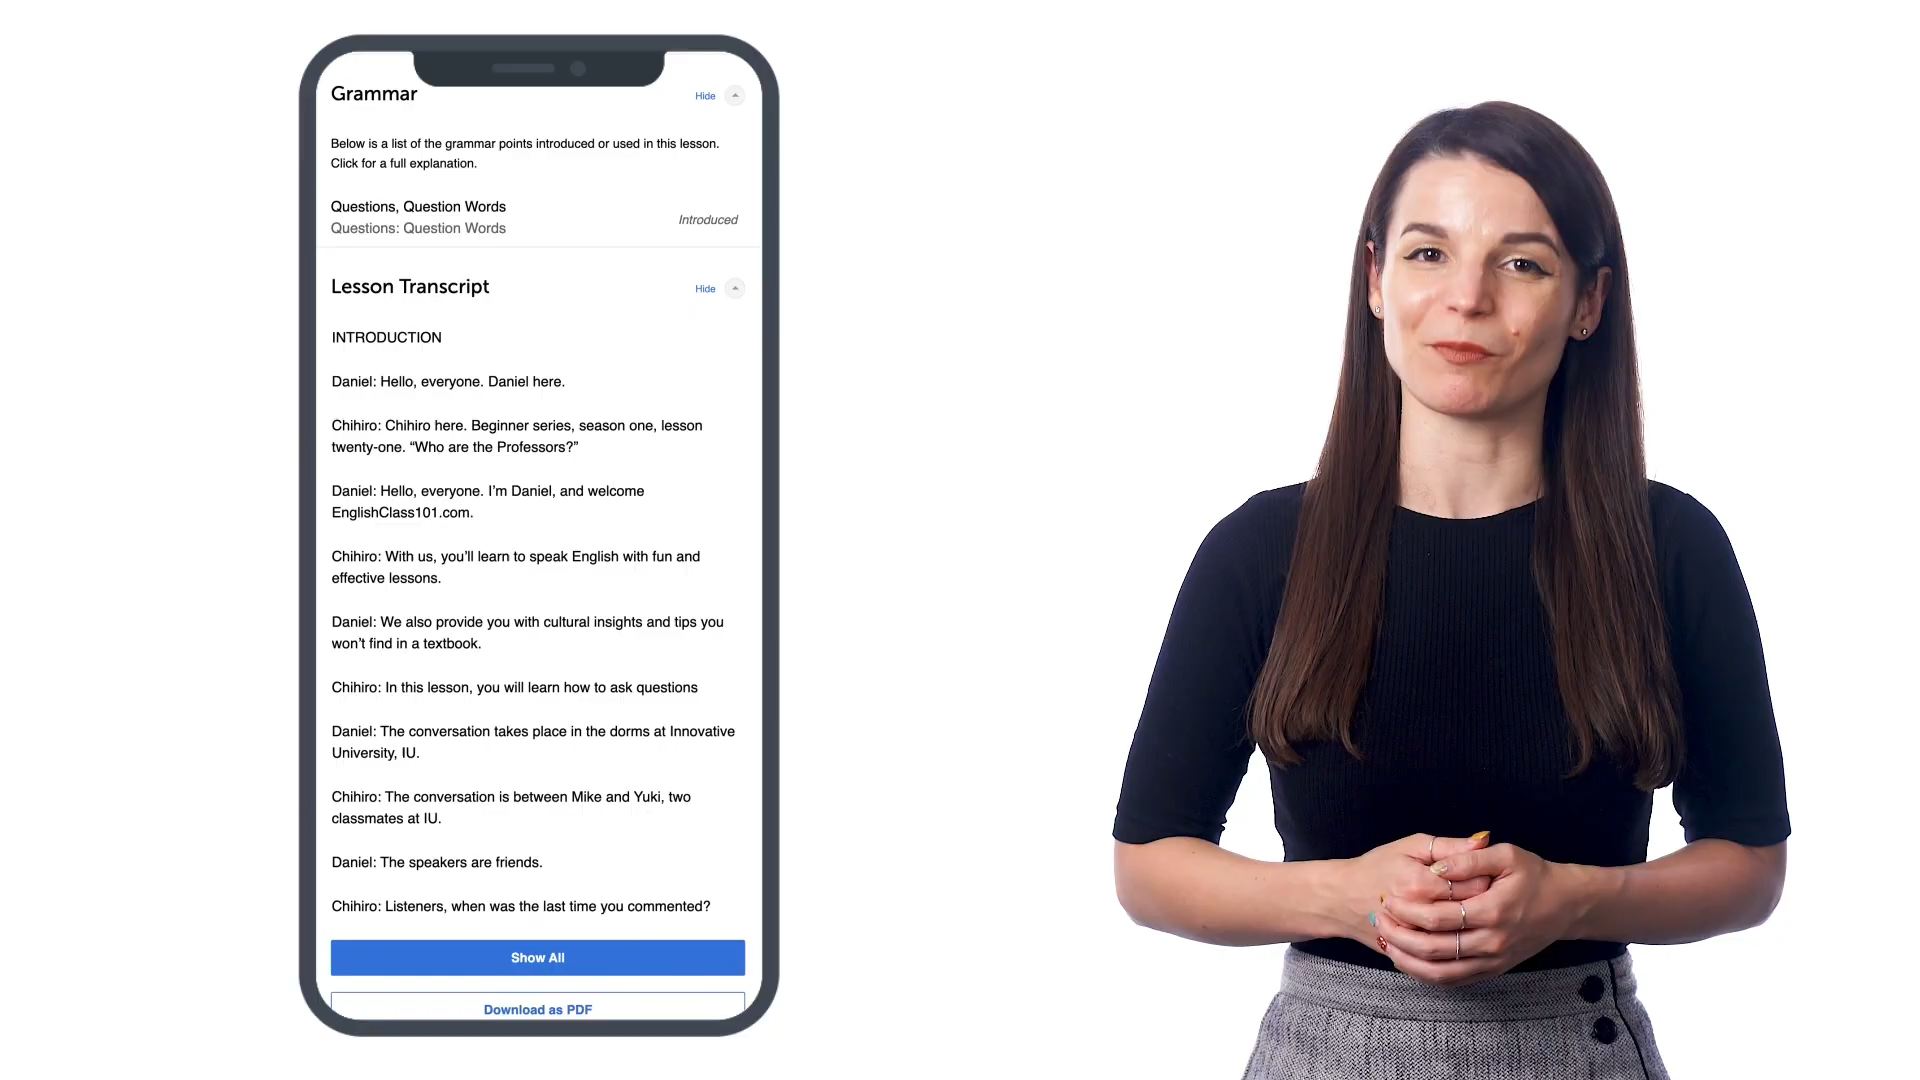 Grammar
Hide
Below is a list of the grammar points introduced or used in this lesson.
Click for a full explanation.
Questions, Question Words
Introduced
Questions: Question Words
Lesson Transcript
Hide
INTRODUCTION
Daniel: Hello, everyone. Daniel here.
Chihiro: Chihiro here. Beginner series, season one, lesson
twenty-one. “Who are the Professors?”
Daniel: Hello, everyone. I’m Daniel, and welcome
EnglishClass101.com.
Chihiro: With us, you’ll learn to speak English with fun and
effective lessons.
Daniel: We also provide you with cultural insights and tips you
won’t find in a textbook.
Chihiro: In this lesson, you will learn how to ask questions
Daniel: The conversation takes place in the dorms at Innovative
University, IU.
Chihiro: The conversation is between Mike and Yuki, two
classmates at IU.
Daniel: The speakers are friends.
Chihiro: Listeners, when was the last time you commented?
Show All
Download as PDF